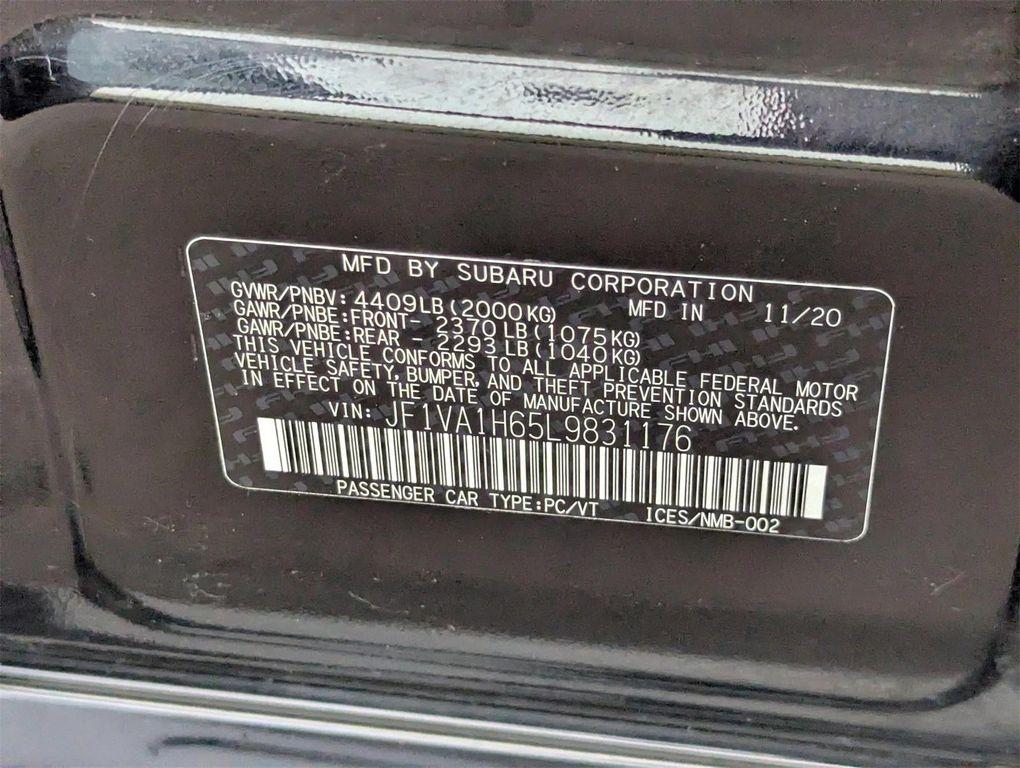 MFD BY SUBARU CORPORATION
GVWR/PNBV: 4409LB(2000KG) MFD IN 11/20
GAWR/PNBE:FRONT- 2370LB(1075KG)
GAWR/PNBE:REAR - 2293LB(1040KG)
THIS VEHICLE CONFORMS TO ALL APPLICABLE FEDERAL MOTOR
VEHICLE SAFETY, BUMPER, AND THEFT PREVENTION STANDARDS
IN EFFECT ON THE DATE OF MANUFACTURE SHOWN ABOVE.
VIN: JF1VA1H65L9831176
PASSENGER CAR TYPE:PC/VT ICES/NMB-002